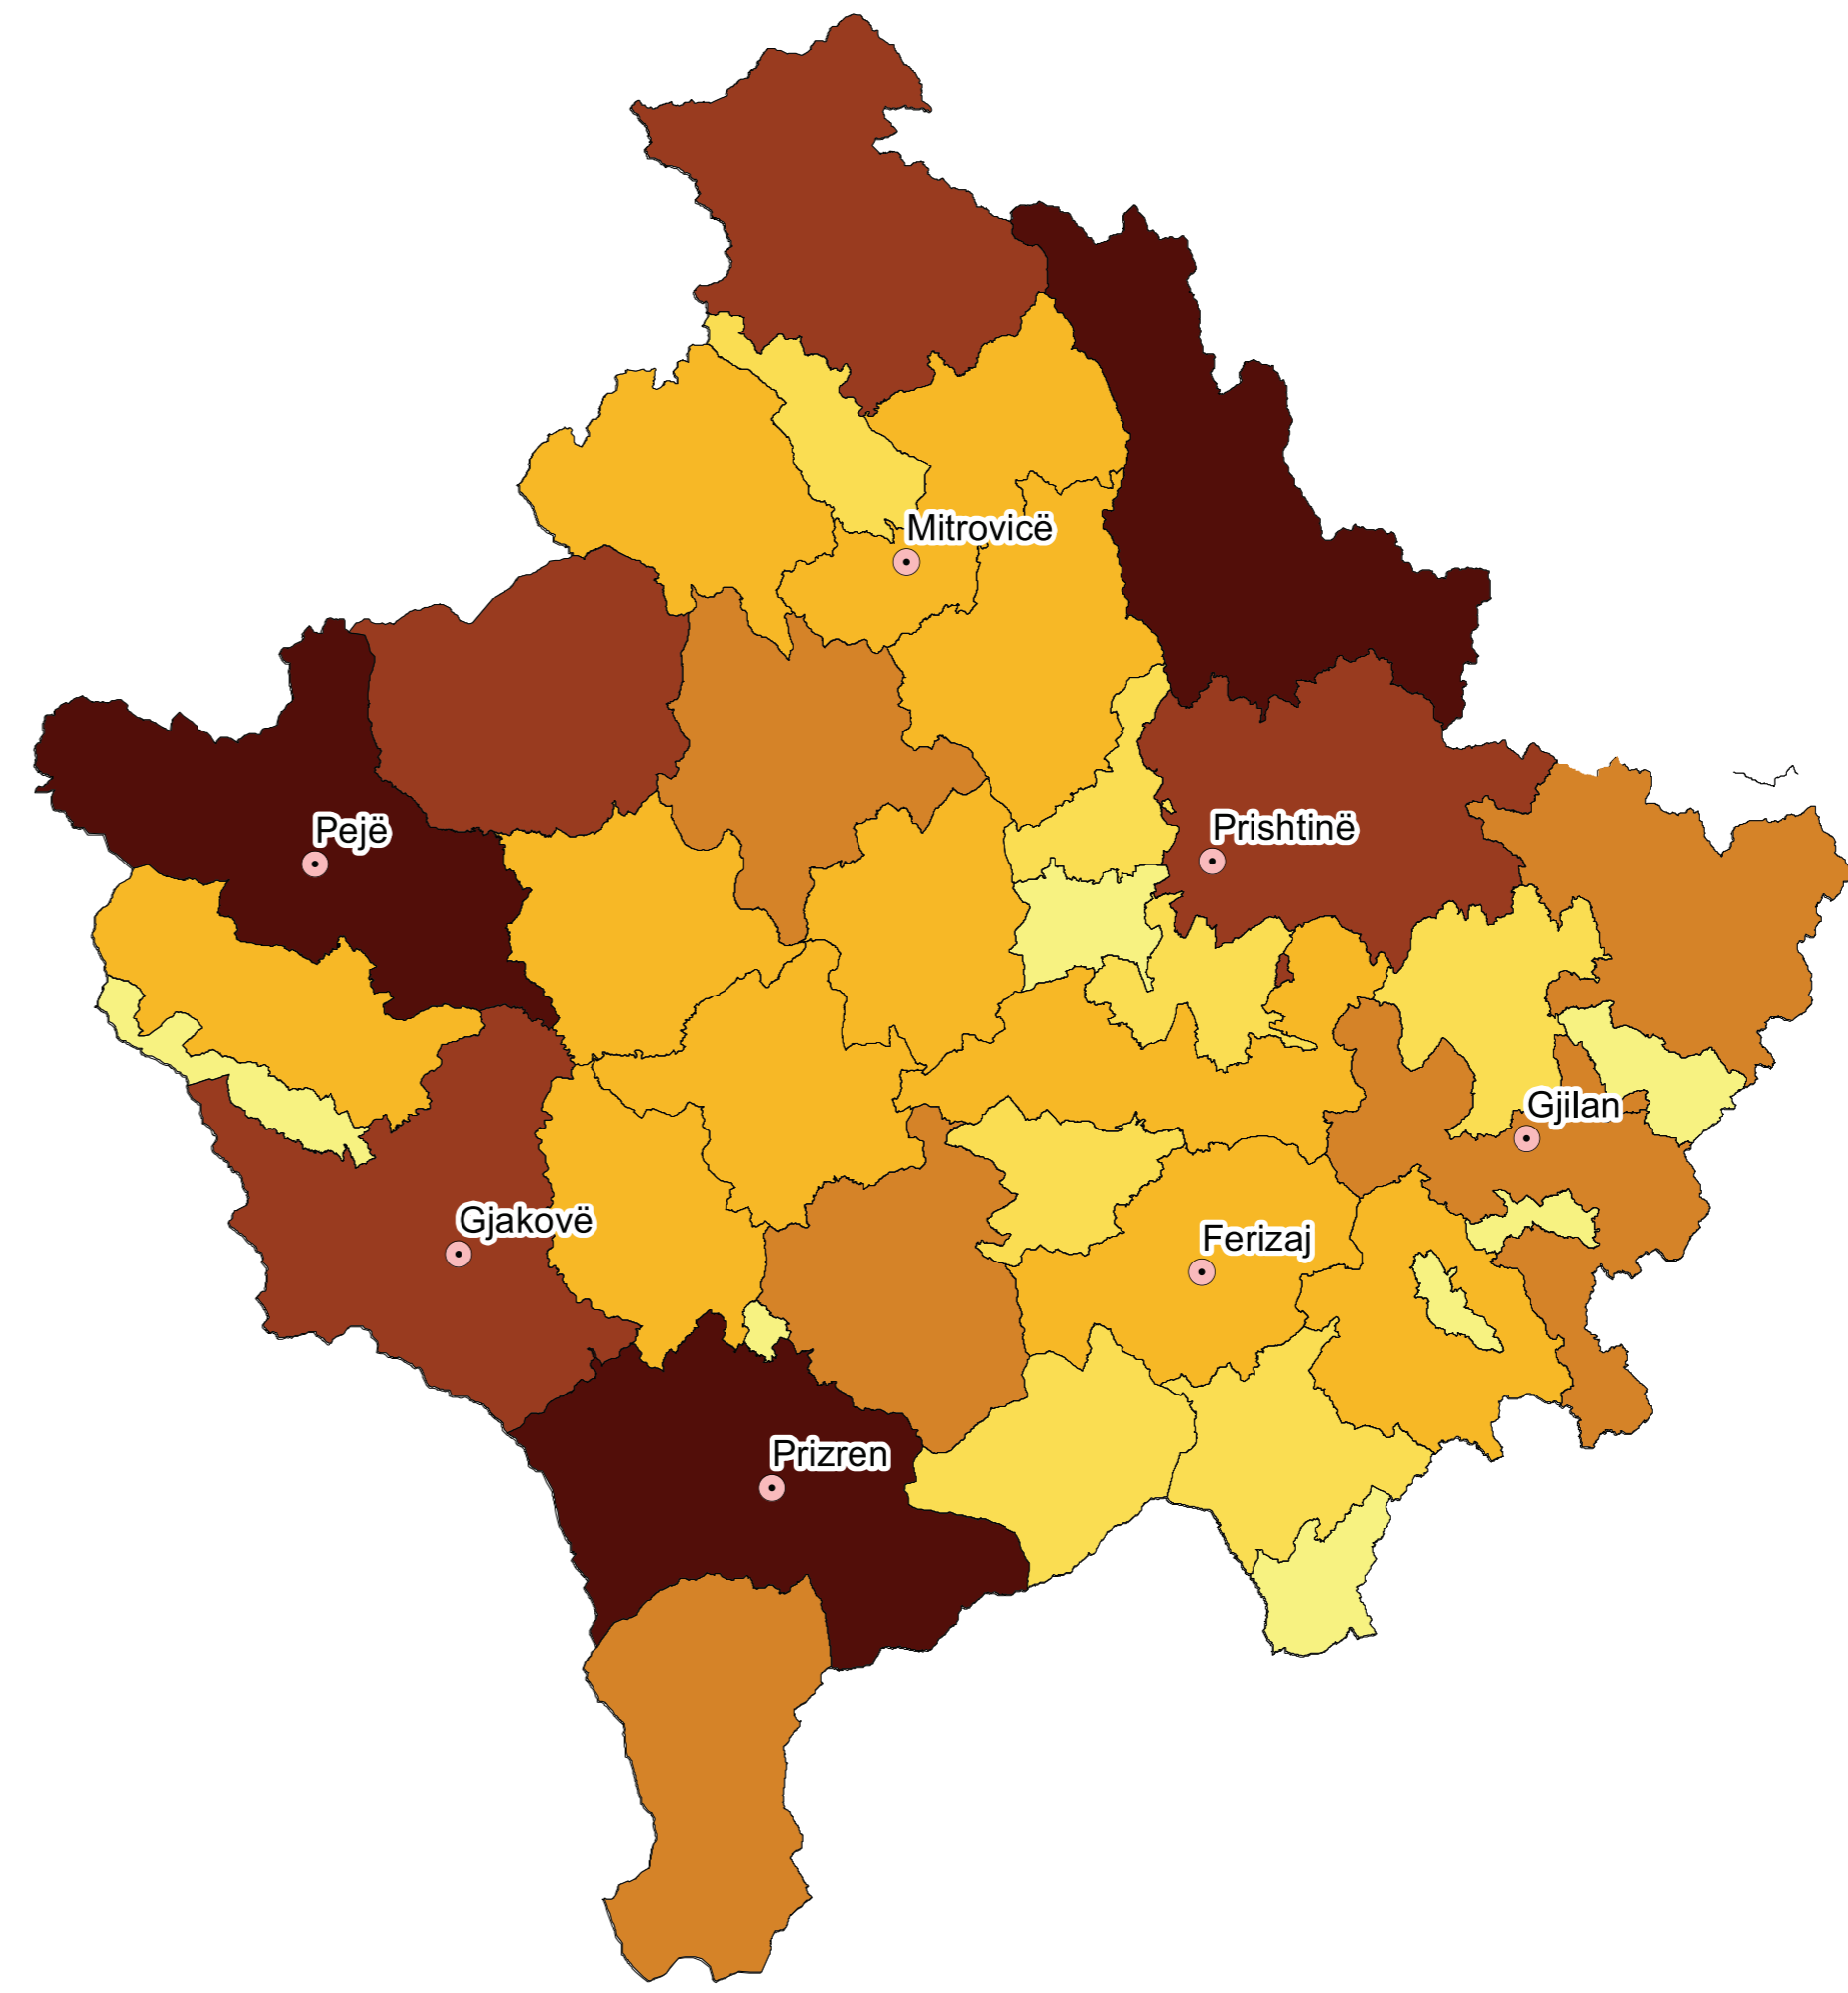 Mitrovicë
Pejë
Prishtinë
Gjilan
Gjakovë
Ferizaj
Prizren